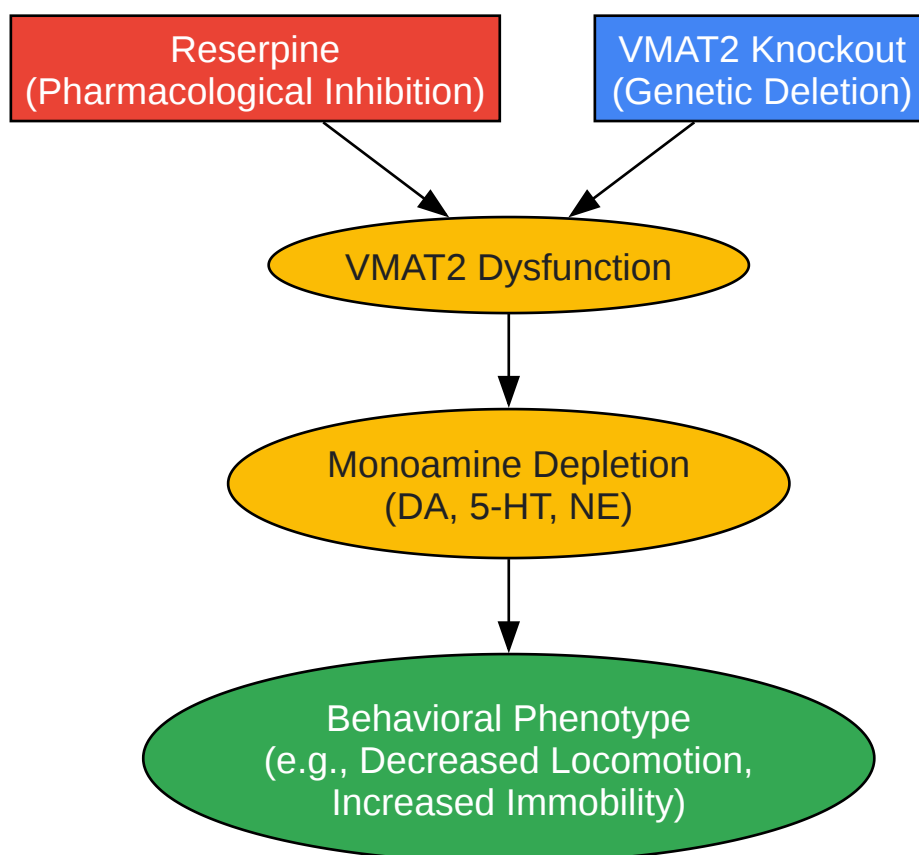 Reserpine
(Pharmacological Inhibition)
VMAT2 Knockout
(Genetic Deletion)
VMAT2 Dysfunction
Monoamine Depletion
(DA, 5-HT, NE)
Behavioral Phenotype
(e.g., Decreased Locomotion,
Increased Immobility)